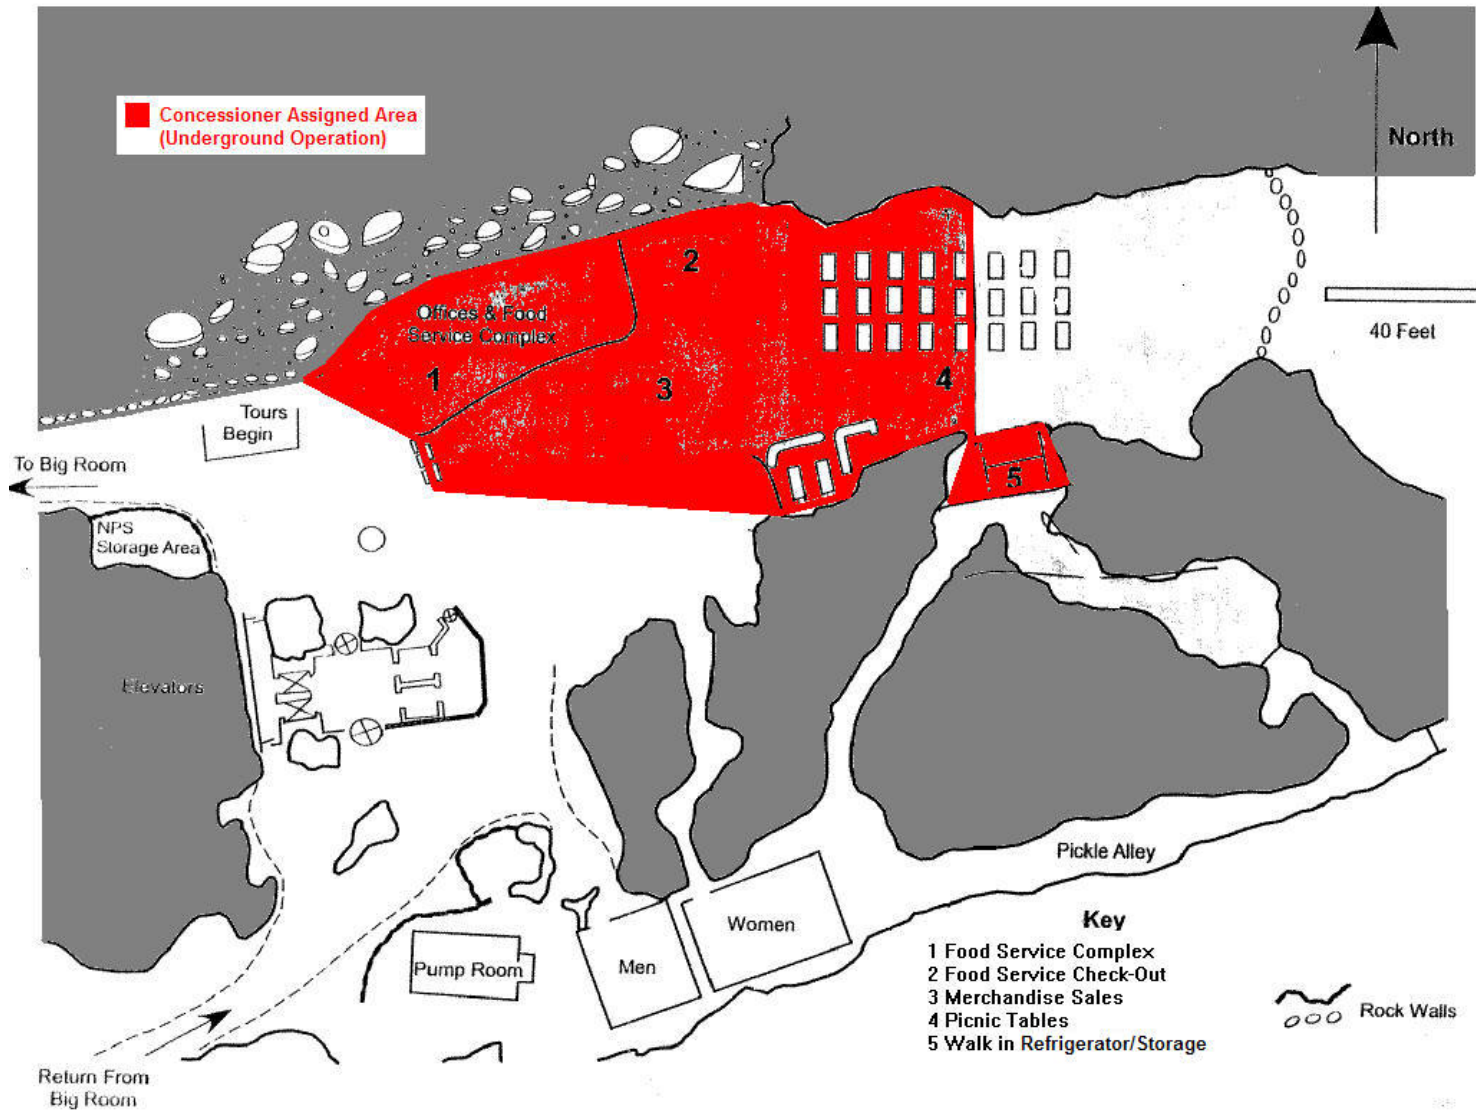 Concessioner Assigned Area
(Underground Operation)
North
2
Offices & Food
Service Complex
40 Feet
1
3
4
Tours
Begin
To Big Room
5
NPS
Storage Area
Elevators
Pickle Alley
Women
Men
Pump Room
Key
1 Food Service Complex
2 Food Service Check-Out
3 Merchandise Sales
4 Picnic Tables
5 Walk in Refrigerator/Storage
Rock Walls
Return From
Big Room